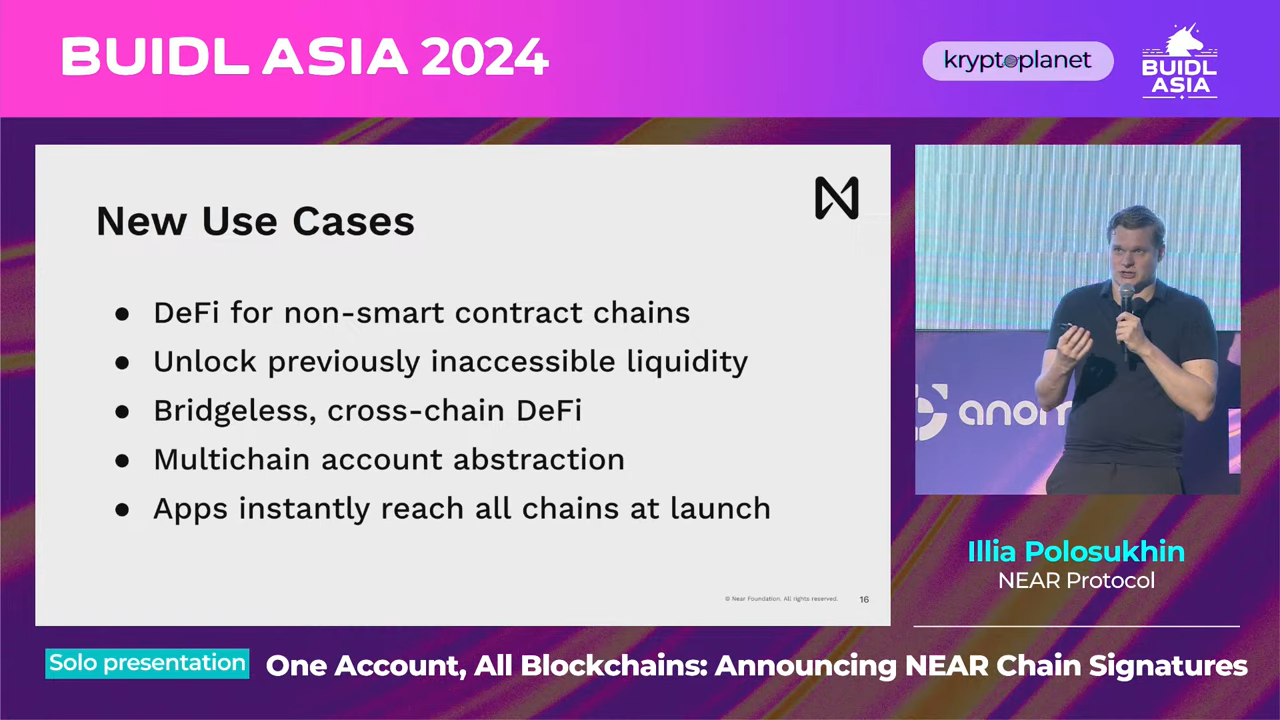 BUIDL ASIA 2024
kryptoplanet
BUIDL
ASIA
New Use Cases
● DeFi for non-smart contract chains
● Unlock previously inaccessible liquidity
● Bridgeless, cross-chain DeFi
● Multichain account abstraction
● Apps instantly reach all chains at launch
© Near Foundation. All rights reserved.
16
anom
Illia Polosukhin
NEAR Protocol
Solo presentation
One Account, All Blockchains: Announcing NEAR Chain Signatures